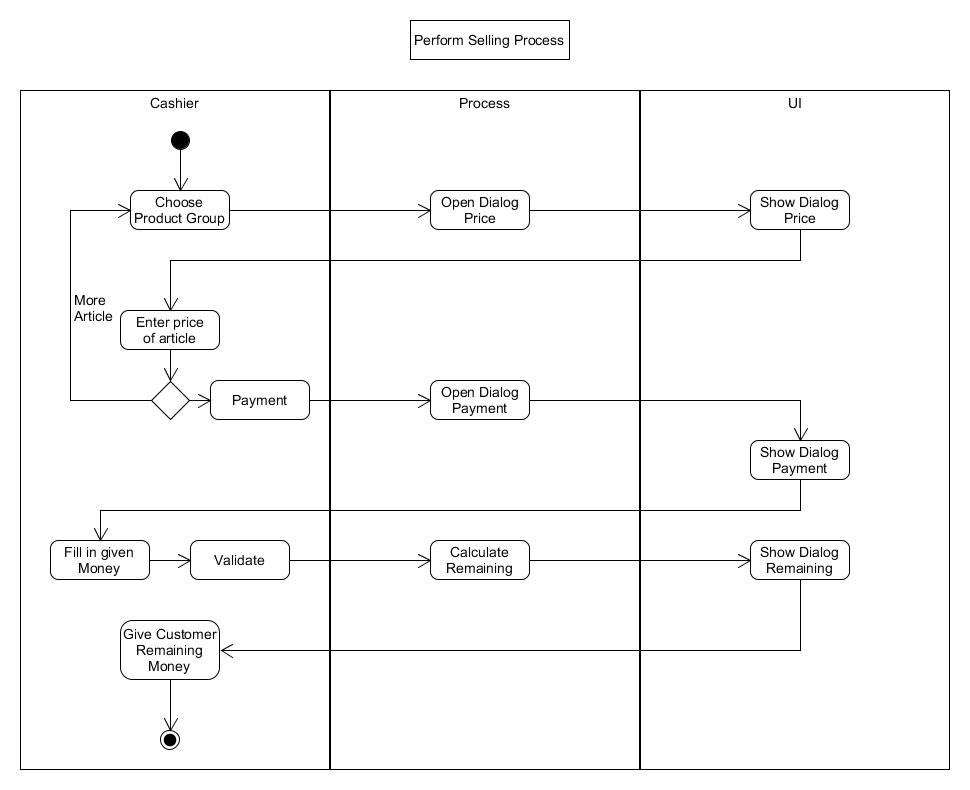 Perform Selling Process
Cashier
Process
UI
Choose
Product Group
Open Dialog
Price
Show Dialog
Price
More
Article
Enter price
of article
Payment
Open Dialog
Payment
Show Dialog
Payment
Fill in given
Money
Validate
Calculate
Remaining
Show Dialog
Remaining
Give Customer
Remaining
Money